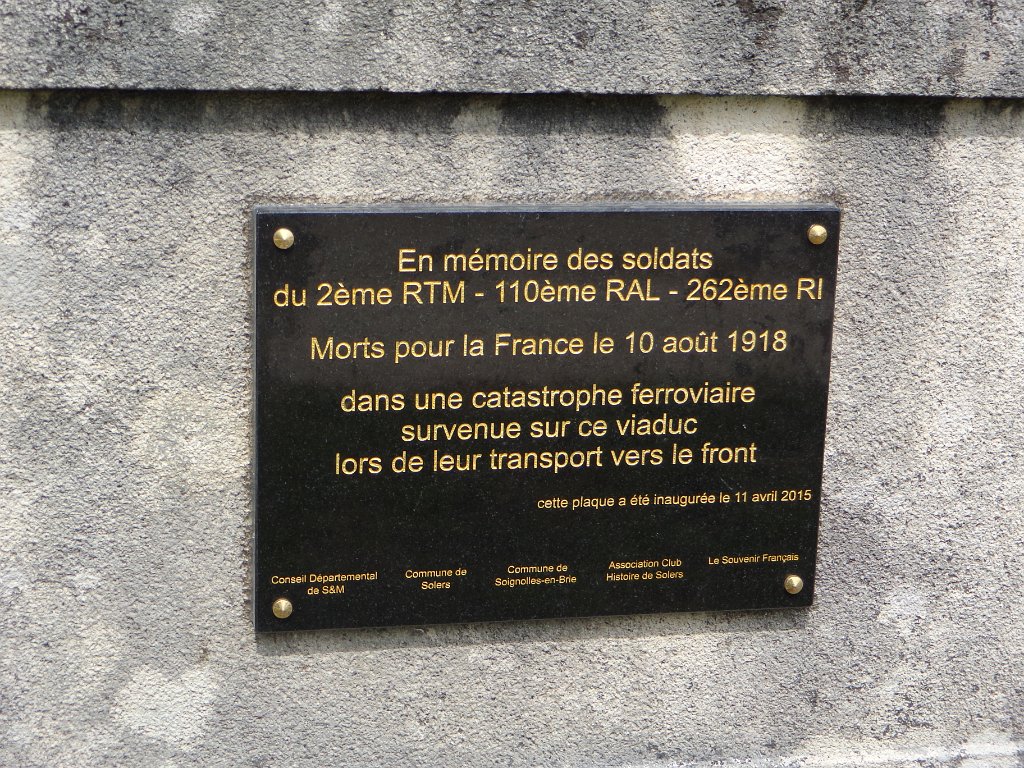 En mémoire des soldats
du 2ème RTM - 110ème RAL - 262ème RI
Morts pour la France le 10 août 1918
dans une catastrophe ferroviaire
survenue sur ce viaduc
lors de leur transport vers le front
cette plaque a été inaugurée le 11 avril 2015
Conseil Départemental
de S&M
Commune de
Solers
Commune de
Soignolles-en-Brie
Association Club
Histoire de Solers
Le Souvenir Français